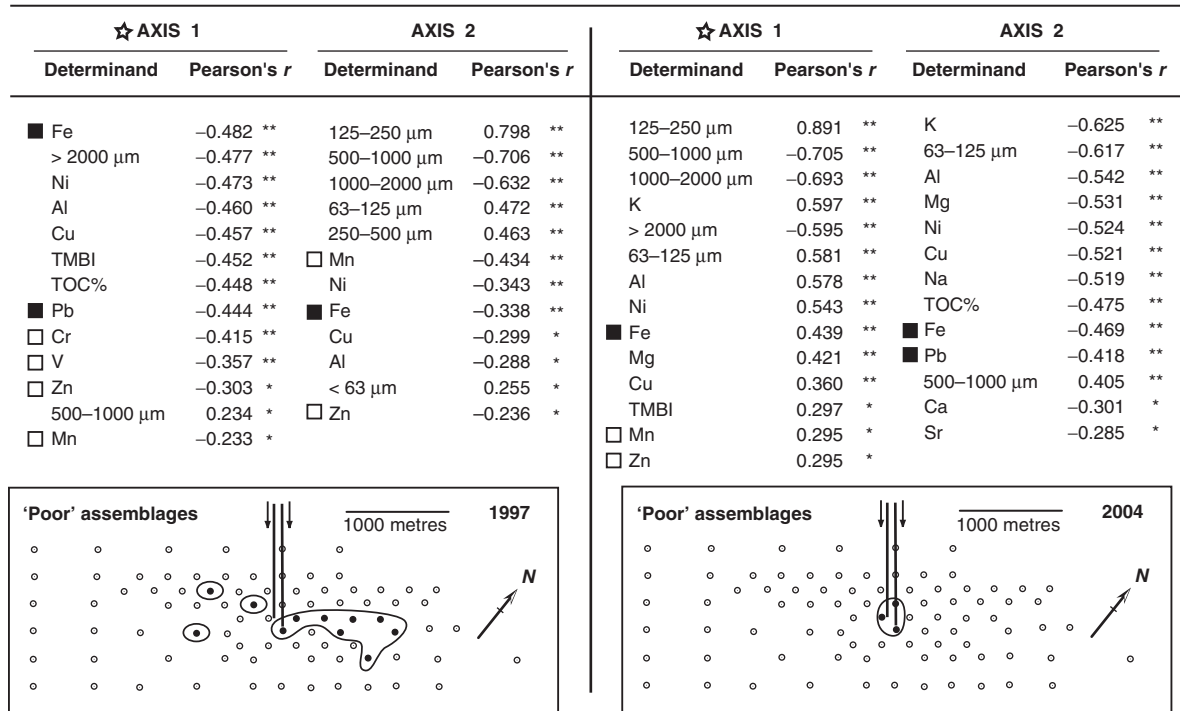 ☆ AXIS 1 AXIS 2
Determinand Pearson's r Determinand Pearson's r
■ Fe −0.482 ** 125–250 µm 0.798 **
> 2000 µm −0.477 ** 500–1000 µm −0.706 **
Ni −0.473 ** 1000–2000 µm −0.632 **
Al −0.460 ** 63–125 µm 0.472 **
Cu −0.457 ** 250–500 µm 0.463 **
TMBI −0.452 ** □ Mn −0.434 **
TOC% −0.448 ** Ni −0.343 **
■ Pb −0.444 ** ■ Fe −0.338 **
□ Cr −0.415 ** Cu −0.299 *
□ V −0.357 ** Al −0.288 *
□ Zn −0.303 * < 63 µm 0.255 *
500–1000 µm 0.234 * □ Zn −0.236 *
□ Mn −0.233 *
'Poor' assemblages 1000 metres 1997
N
☆ AXIS 1 AXIS 2
Determinand Pearson's r Determinand Pearson's r
125–250 µm 0.891 ** K −0.625 **
500–1000 µm −0.705 ** 63–125 µm −0.617 **
1000–2000 µm −0.693 ** Al −0.542 **
K 0.597 ** Mg −0.531 **
> 2000 µm −0.595 ** Ni −0.524 **
63–125 µm 0.581 ** Cu −0.521 **
Al 0.578 ** Na −0.519 **
Ni 0.543 ** TOC% −0.475 **
■ Fe 0.439 ** ■ Fe −0.469 **
Mg 0.421 ** ■ Pb −0.418 **
Cu 0.360 ** 500–1000 µm 0.405 **
TMBI 0.297 * Ca −0.301 *
□ Mn 0.295 * Sr −0.285 *
□ Zn 0.295 *
'Poor' assemblages 1000 metres 2004
N